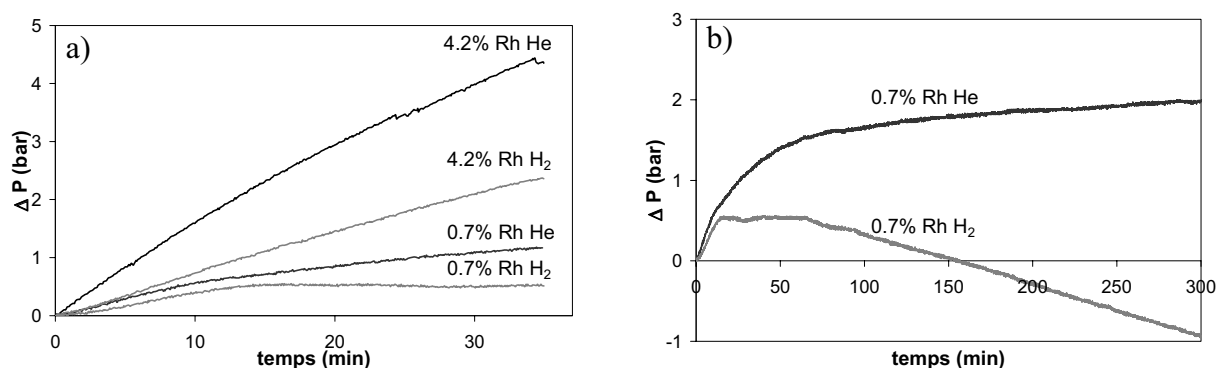 a)
5
4
3
2
1
0
Δ P (bar)
4.2% Rh He
4.2% Rh H₂
0.7% Rh He
0.7% Rh H₂
0 10 20 30
temps (min)
b)
3
2
1
0
-1
Δ P (bar)
0.7% Rh He
0.7% Rh H₂
0 50 100 150 200 250 300
temps (min)